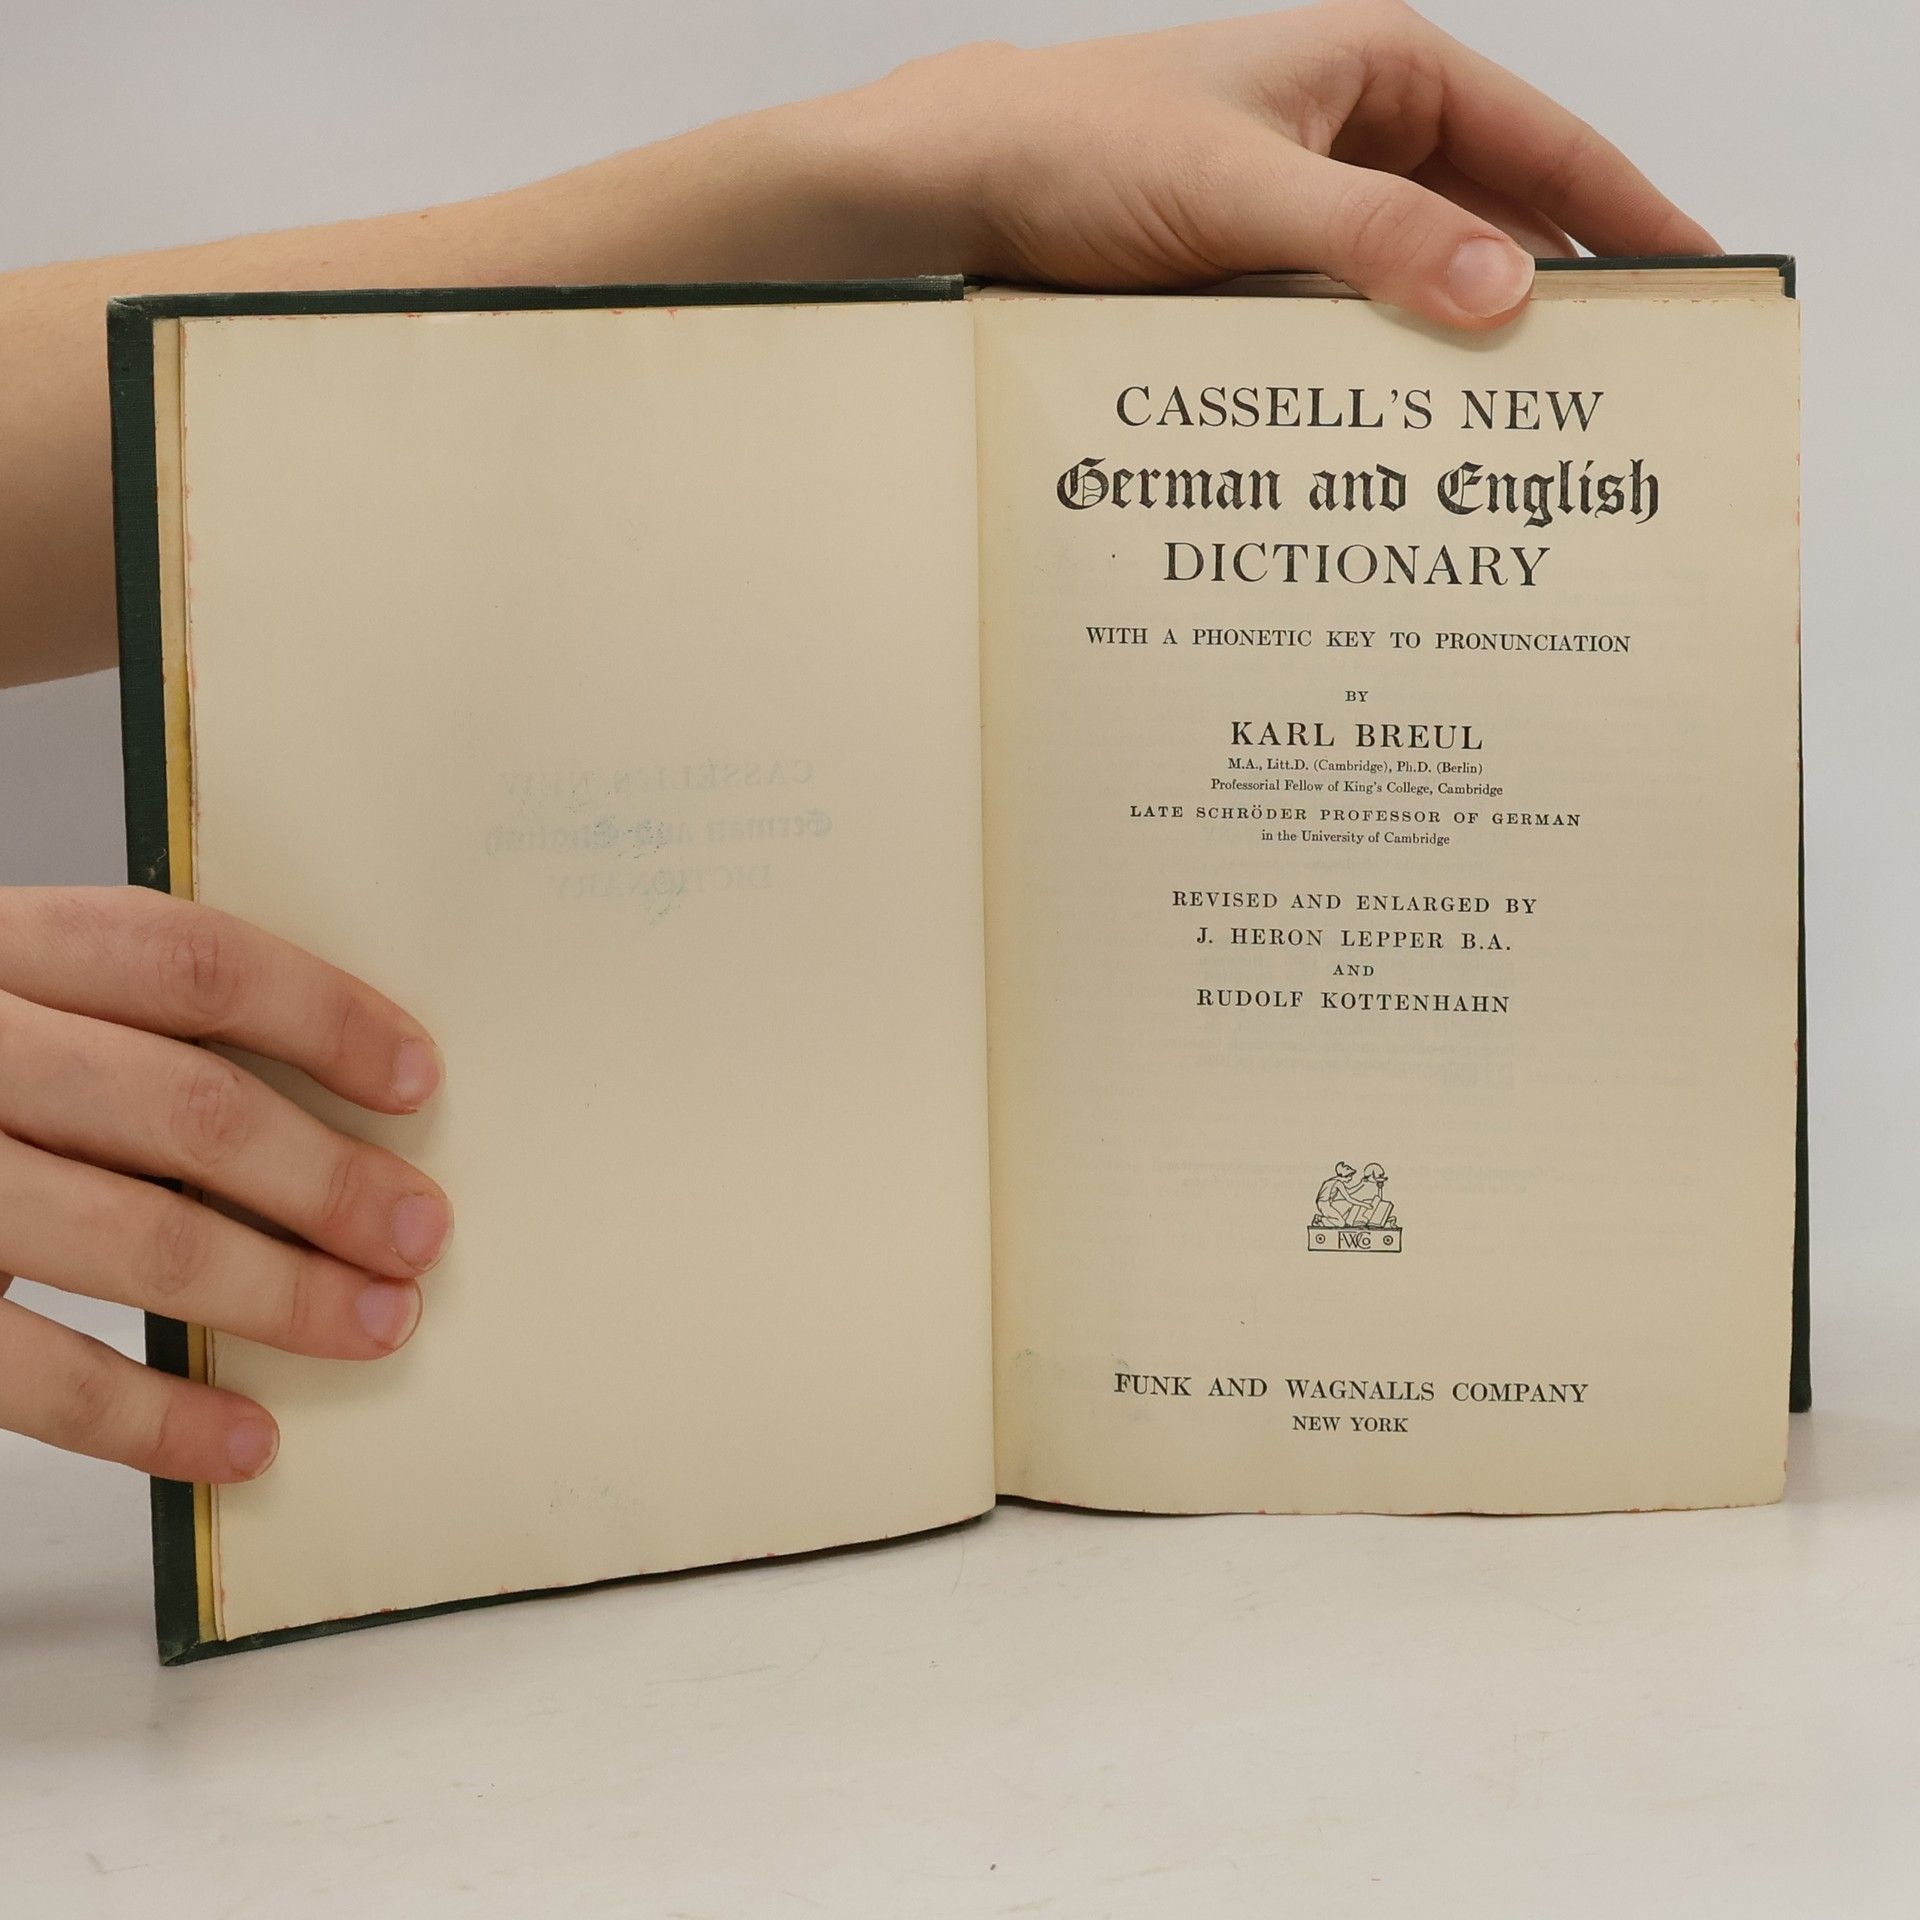 CASSELL'S NEW
German and English
DICTIONARY
WITH A PHONETIC KEY TO PRONUNCIATION
BY
KARL BREUL
M.A., Litt.D. (Cambridge), Ph.D. (Berlin)
Professorial Fellow of King's College, Cambridge
LATE SCHRÖDER PROFESSOR OF GERMAN
in the University of Cambridge
REVISED AND ENLARGED BY
J. HERON LEPPER B.A.
AND
RUDOLF KOTTENHAHN
FWCo
FUNK AND WAGNALLS COMPANY
NEW YORK